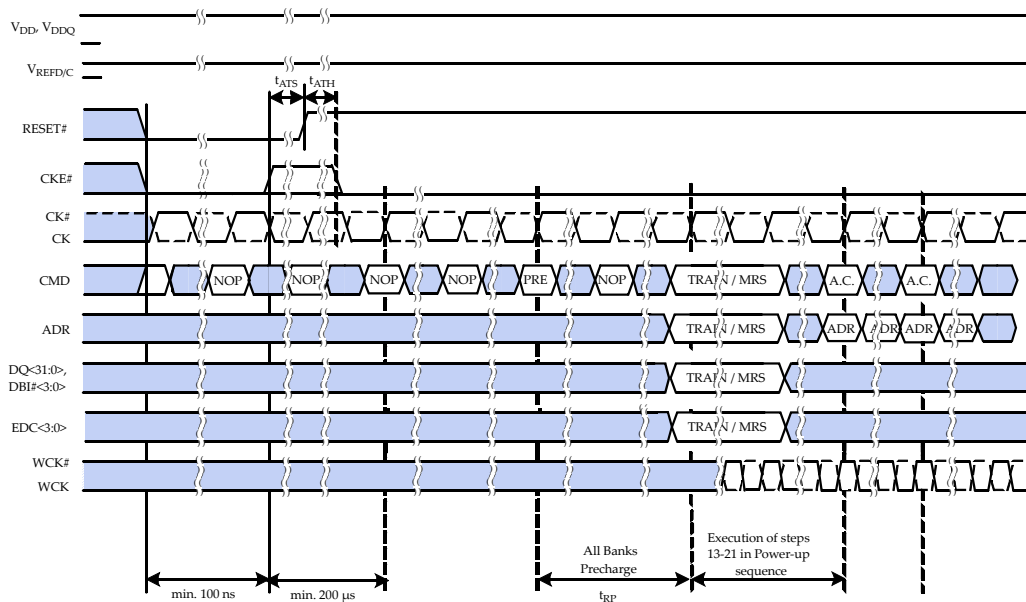 VDD, VDDQ
VREFD/C
tATS tATH
RESET#
CKE#
CK#
CK
CMD NOP NOP NOP NOP PRE NOP TRAIN / MRS A.C. A.C.
ADR TRAIN / MRS ADR ADR ADR ADR
DQ<31:0>,
DBI#<3:0> TRAIN / MRS
EDC<3:0> TRAIN / MRS
WCK#
WCK
All Banks
Precharge
Execution of steps
13-21 in Power-up
sequence
min. 100 ns min. 200 µs tRP